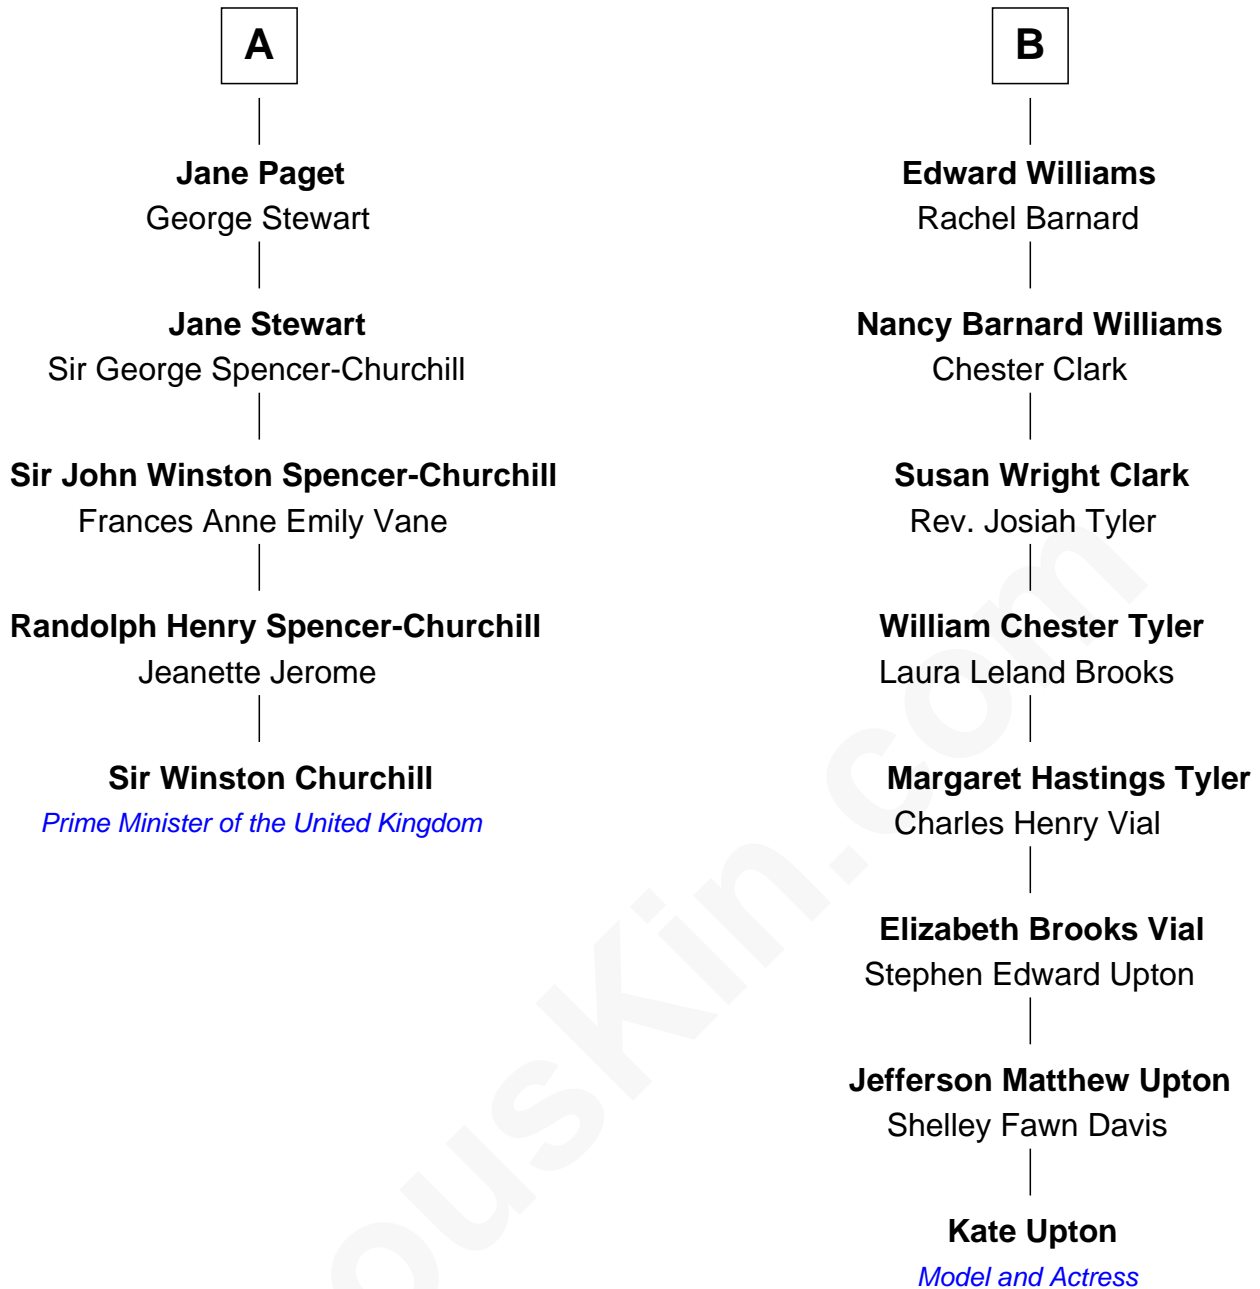 A
Jane Paget
George Stewart
Jane Stewart
Sir George Spencer-Churchill
Sir John Winston Spencer-Churchill
Frances Anne Emily Vane
Randolph Henry Spencer-Churchill
Jeanette Jerome
Sir Winston Churchill
Prime Minister of the United Kingdom
B
Edward Williams
Rachel Barnard
Nancy Barnard Williams
Chester Clark
Susan Wright Clark
Rev. Josiah Tyler
William Chester Tyler
Laura Leland Brooks
Margaret Hastings Tyler
Charles Henry Vial
Elizabeth Brooks Vial
Stephen Edward Upton
Jefferson Matthew Upton
Shelley Fawn Davis
Kate Upton
Model and Actress
ousKin.com